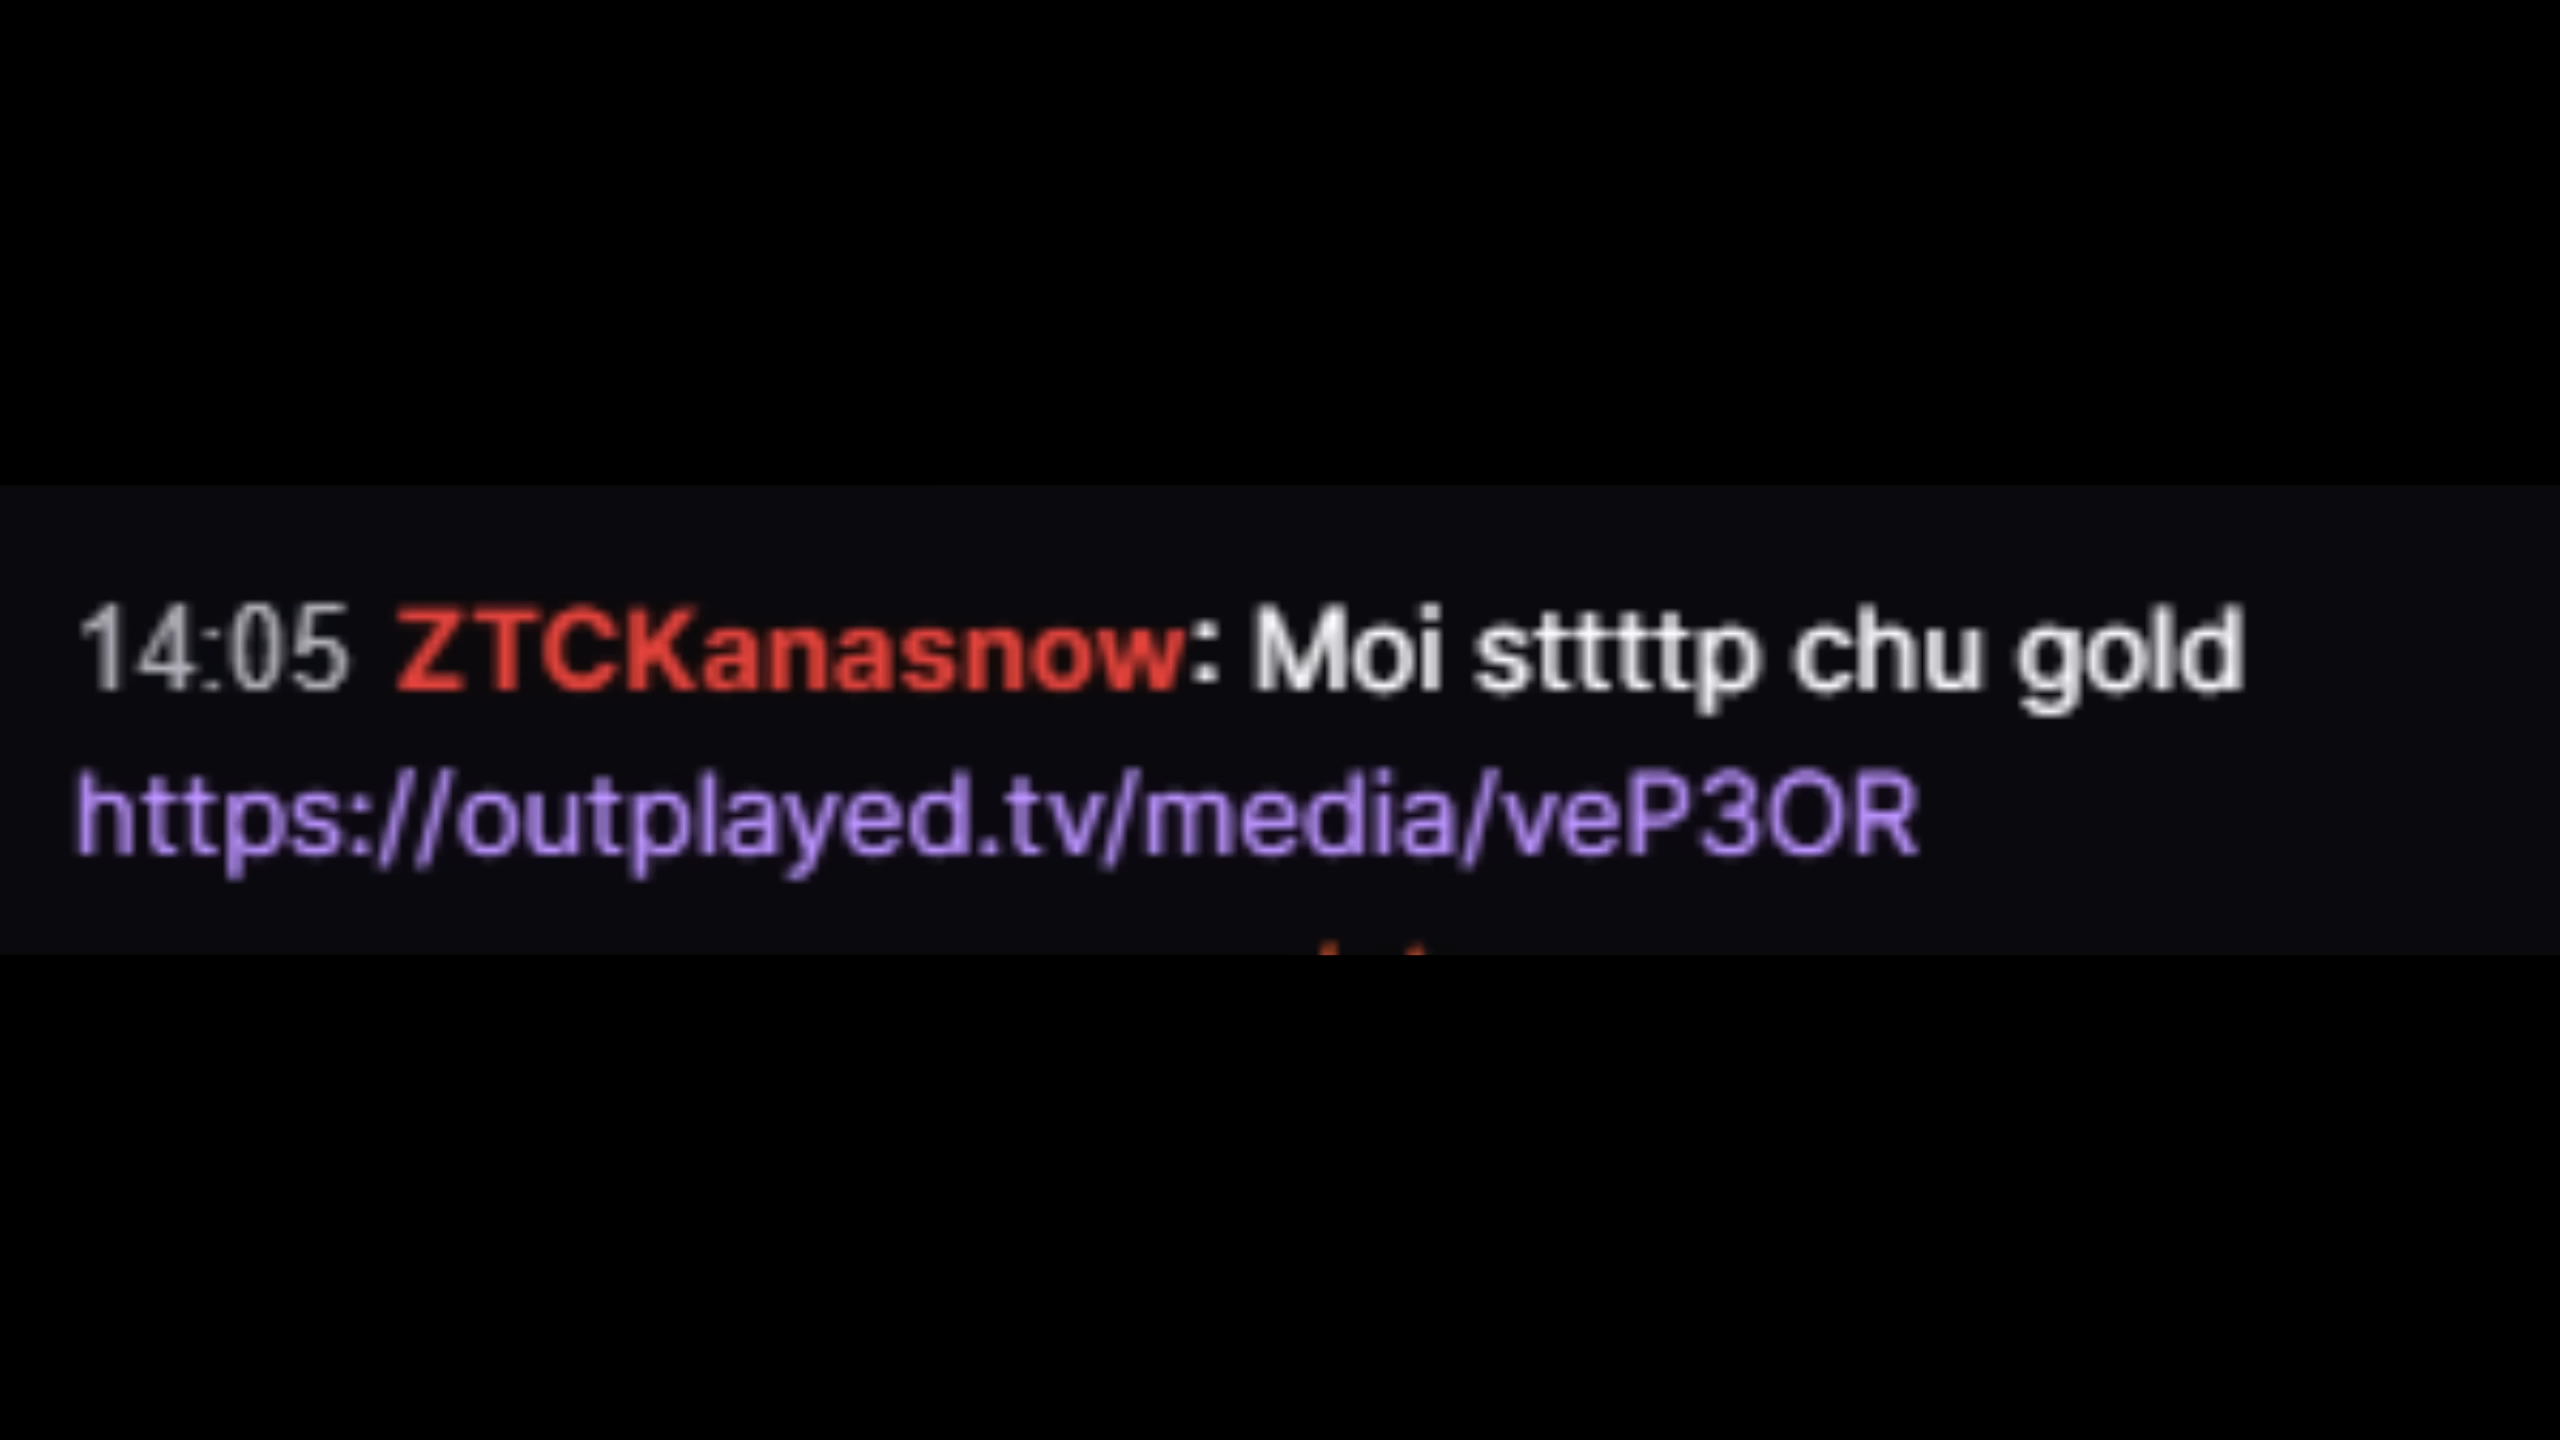 14:05 ZTCKanasnow: Moi sttttp chu gold
https://outplayed.tv/media/veP3OR